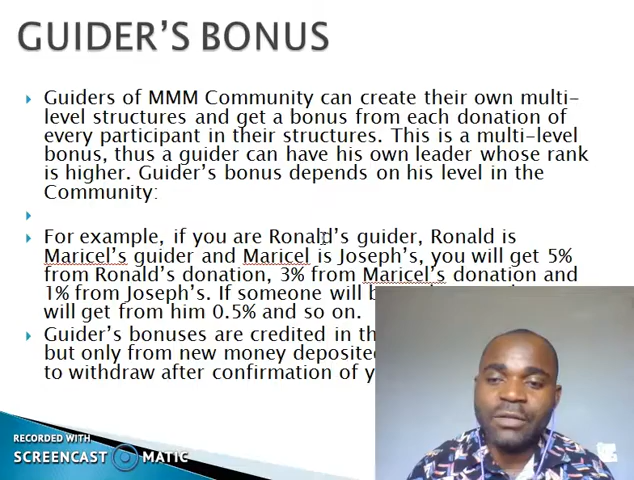 GUIDER'S BONUS
Guiders of MMM Community can create their own multi-
level structures and get a bonus from each donation of
every participant in their structures. This is a multi-level
bonus, thus a guider can have his own leader whose rank
is higher. Guider's bonus depends on his level in the
Community:
For example, if you are Ronald's guider, Ronald is
Maricel's guider and Maricel is Joseph's, you will get 5%
from Ronald's donation, 3% from Maricel's donation and
1% from Joseph's. If someone will
will get from him 0.5% and so on.
Guider's bonuses are credited in
but only from new money deposited
to withdraw after confirmation of
RECORDED WITH
SCREENCAST MATIC